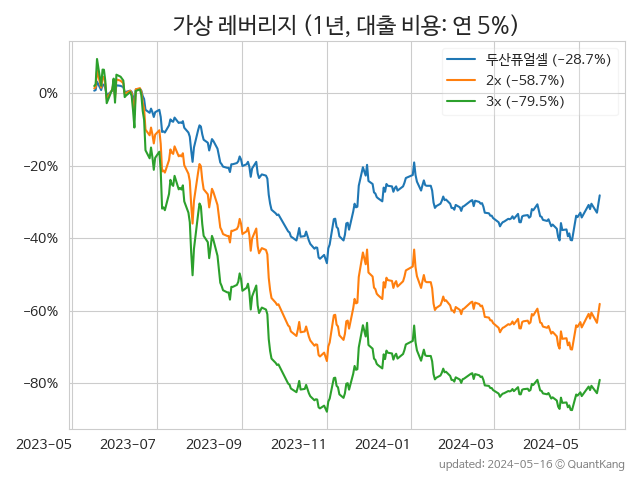 가상 레버리지 (1년, 대출 비용: 연 5%)
두산퓨얼셀 (−28.7%)
2x (−58.7%)
3x (−79.5%)
0%
−20%
−40%
−60%
−80%
2023−05 2023−07 2023−09 2023−11 2024−01 2024−03 2024−05
updated: 2024−05−16 © QuantKang